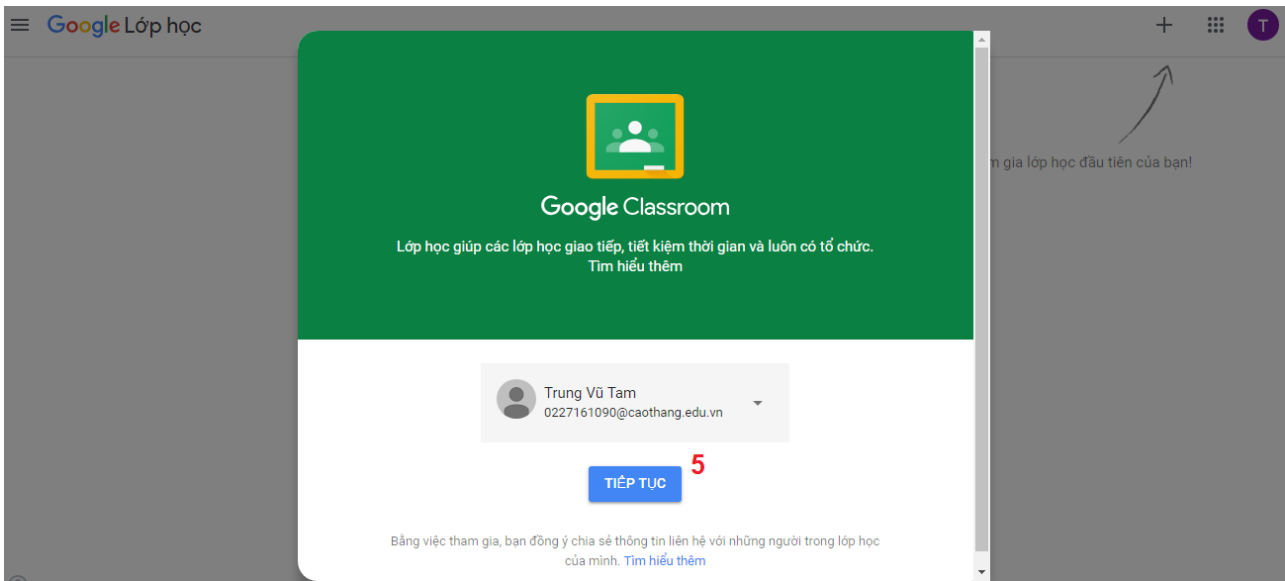 Google Lớp học
T
Google Classroom
m gia lớp học đầu tiên của bạn!
Lớp học giúp các lớp học giao tiếp, tiết kiệm thời gian và luôn có tổ chức.
Tìm hiểu thêm
Trung Vũ Tam
0227161090@caothang.edu.vn
5
TIẾP TỤC
Bằng việc tham gia, bạn đồng ý chia sẻ thông tin liên hệ với những người trong lớp học
của mình. Tìm hiểu thêm